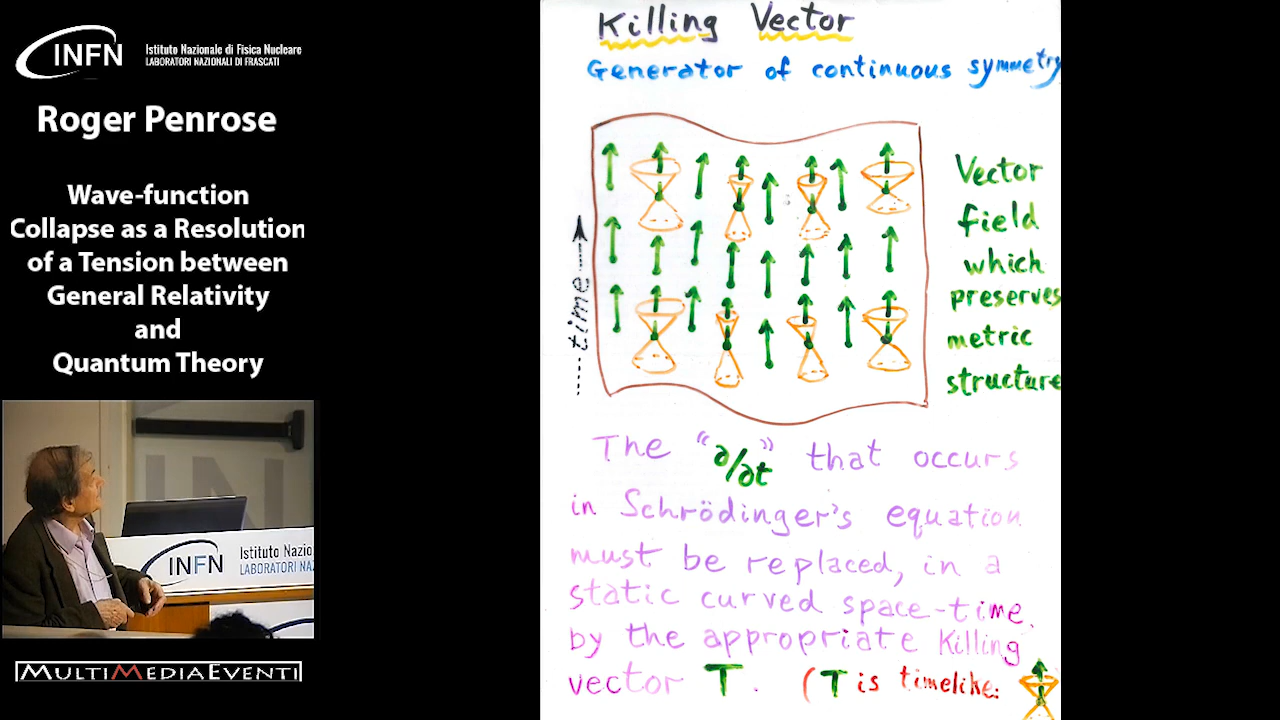 INFN
Istituto Nazionale di Fisica Nucleare
LABORATORI NAZIONALI DI FRASCATI
Roger Penrose
Wave-function
Collapse as a Resolution
of a Tension between
General Relativity
and
Quantum Theory
INFN
Istituto Nazio
LABORATORI NA
MULTIMEDIAEVENTI
Killing Vector
Generator of continuous symmetry
time
Vector
field
which
preserves
metric
structure
The "∂/∂t" that occurs
in Schrödinger's equation
must be replaced, in a
static curved space-time,
by the appropriate Killing
vector T. (T is timelike: